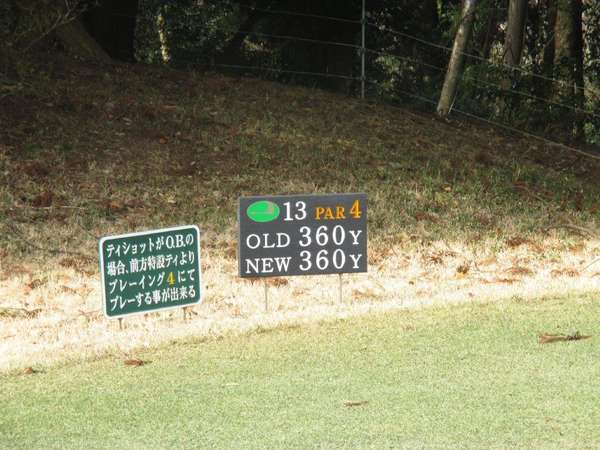 ティショットがO.B.の
場合、前方特設ティより
プレーイング4にて
プレーする事が出来る
13 PAR 4
OLD 360Y
NEW 360Y